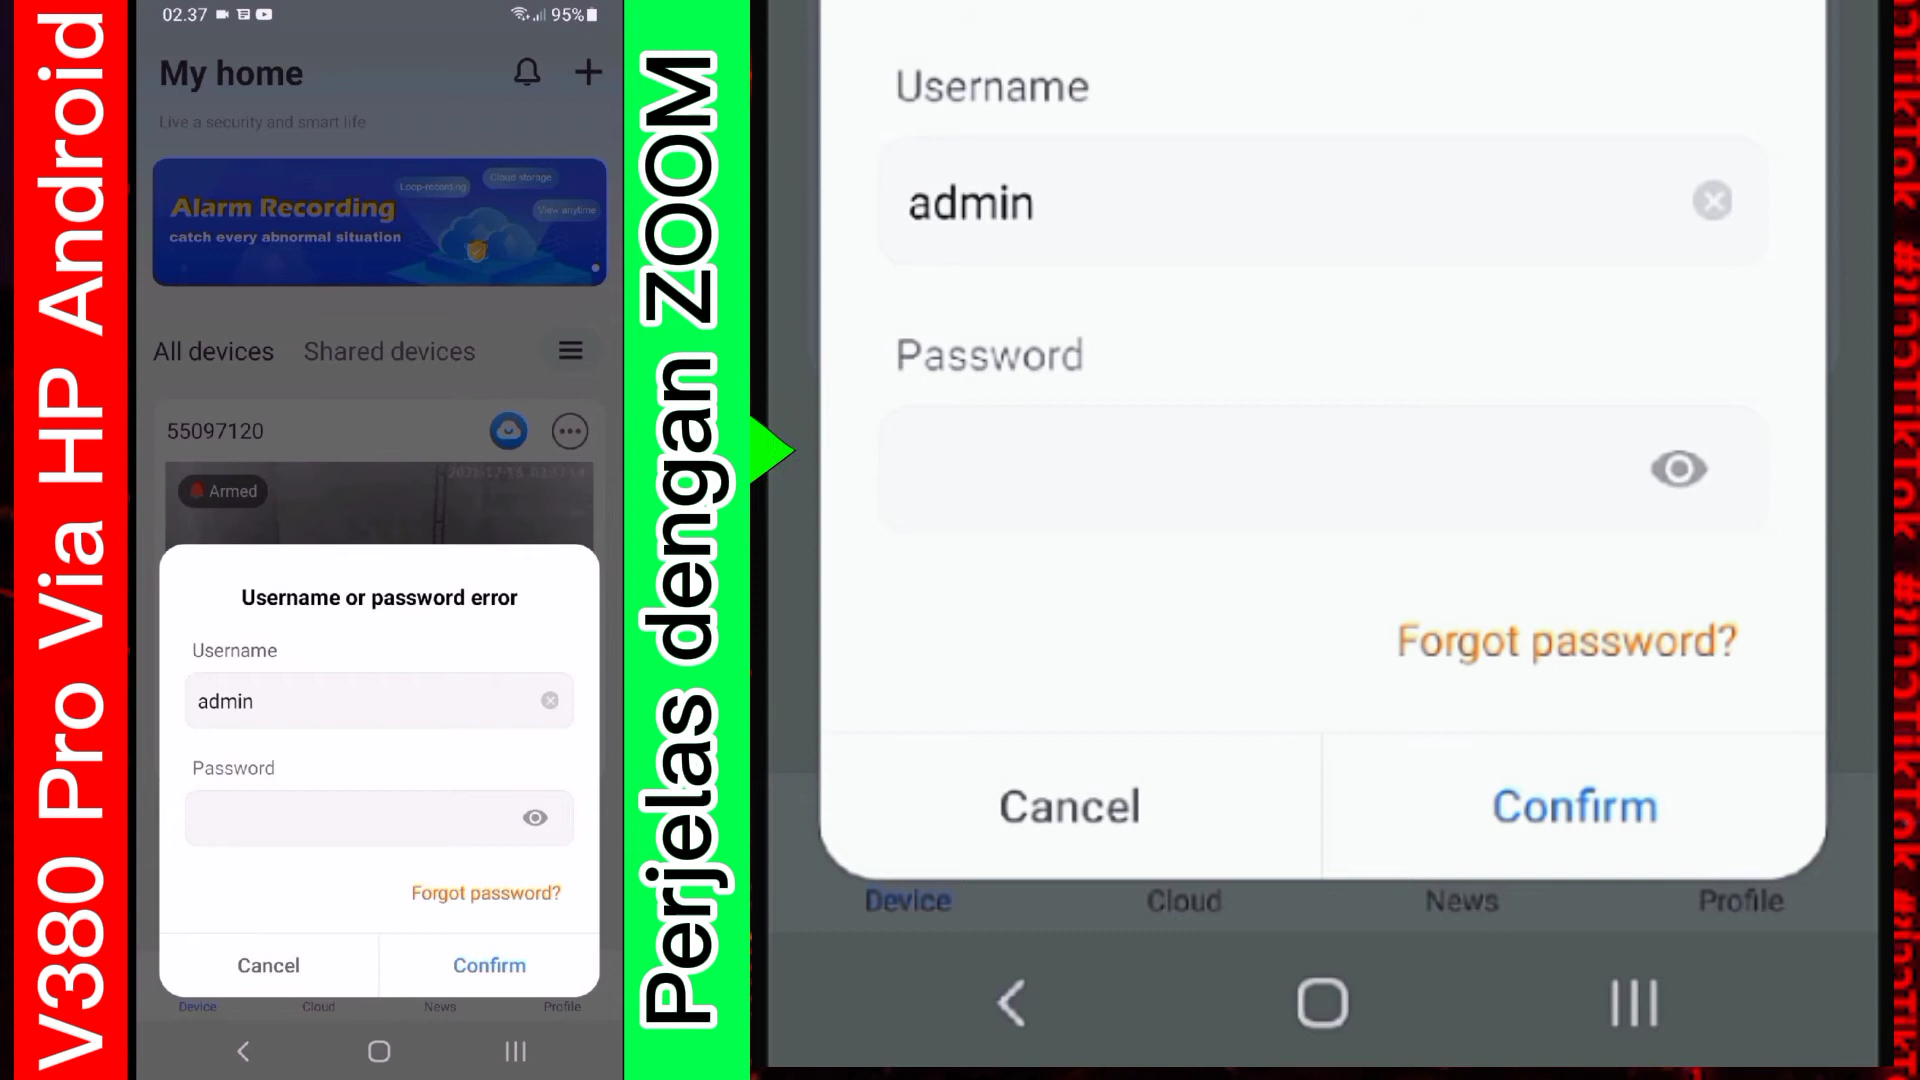 V380 Pro Via HP Android
02.37
95%
My home
Live a security and smart life
Loop-recording
Cloud storage
View anytime
Alarm Recording
catch every abnormal situation
All devices
Shared devices
55097120
Armed
Username or password error
Username
admin
Password
Forgot password?
Cancel
Confirm
Device
Cloud
News
Profile
Perjelas dengan ZOOM
Username
admin
Password
Forgot password?
Cancel
Confirm
Device
Cloud
News
Profile